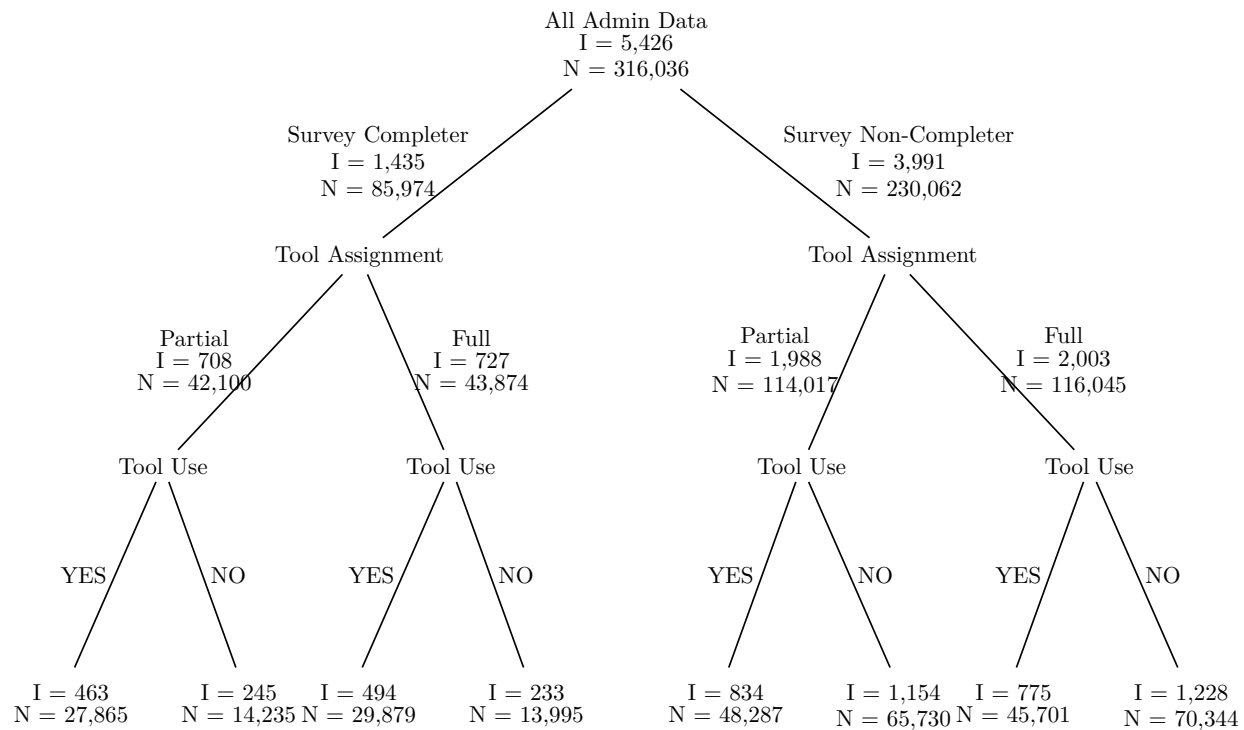 All Admin Data
I = 5,426
N = 316,036
Survey Completer
I = 1,435
N = 85,974
Survey Non-Completer
I = 3,991
N = 230,062
Tool Assignment
Tool Assignment
Partial
I = 708
N = 42,100
Full
I = 727
N = 43,874
Partial
I = 1,988
N = 114,017
Full
I = 2,003
N = 116,045
Tool Use
Tool Use
Tool Use
Tool Use
YES
NO
YES
NO
YES
NO
YES
NO
I = 463
N = 27,865
I = 245
N = 14,235
I = 494
N = 29,879
I = 233
N = 13,995
I = 834
N = 48,287
I = 1,154
N = 65,730
I = 775
N = 45,701
I = 1,228
N = 70,344